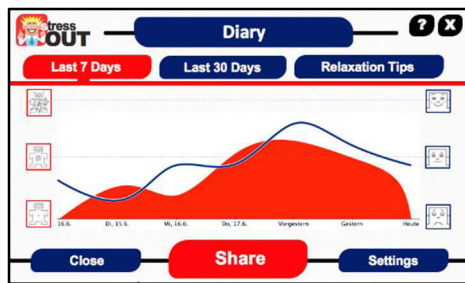 Stress
OUT
Diary
? X
Last 7 Days
Last 30 Days
Relaxation Tips
16.6. Di, 15.6. Mi, 16.6. Do, 17.6. Vorgestern Gestern Heute
Close
Share
Settings